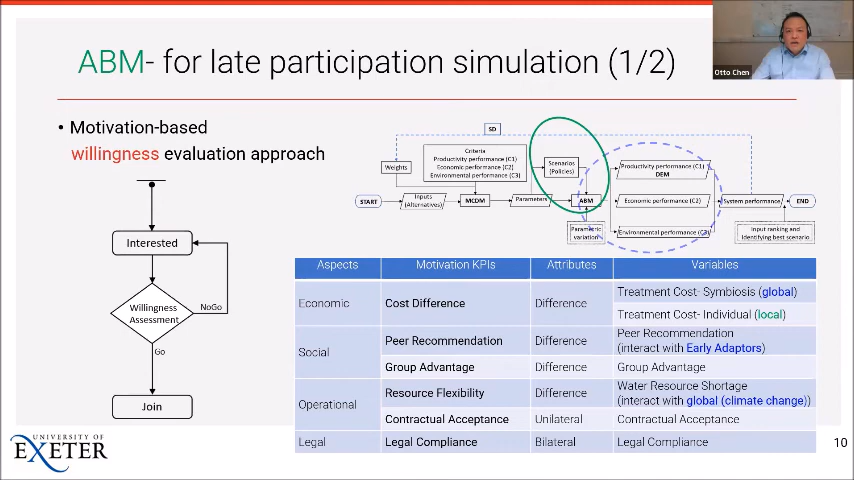 ABM- for late participation simulation (1/2)
Otto Chen
• Motivation-based
willingness evaluation approach
Interested
Willingness
Assessment
NoGo
Go
Join
SD
Weights
Criteria
Productivity performance (C1)
Economic performance (C2)
Environmental performance (C3)
Scenarios
(Policies)
START
Inputs
(Alternatives)
MCDM
Parameters
ABM
Parametric
variation
Productivity performance (C1)
DEM
Economic performance (C2)
Environmental performance (C3)
System performance
END
Input ranking and
identifying best scenario
Aspects Motivation KPIs Attributes Variables
Economic Cost Difference Difference Treatment Cost- Symbiosis (global)
Treatment Cost- Individual (local)
Social Peer Recommendation Difference Peer Recommendation
(interact with Early Adaptors)
Group Advantage Difference Group Advantage
Operational Resource Flexibility Difference Water Resource Shortage
(interact with global (climate change))
Contractual Acceptance Unilateral Contractual Acceptance
Legal Legal Compliance Bilateral Legal Compliance
UNIVERSITY OF
EXETER
10